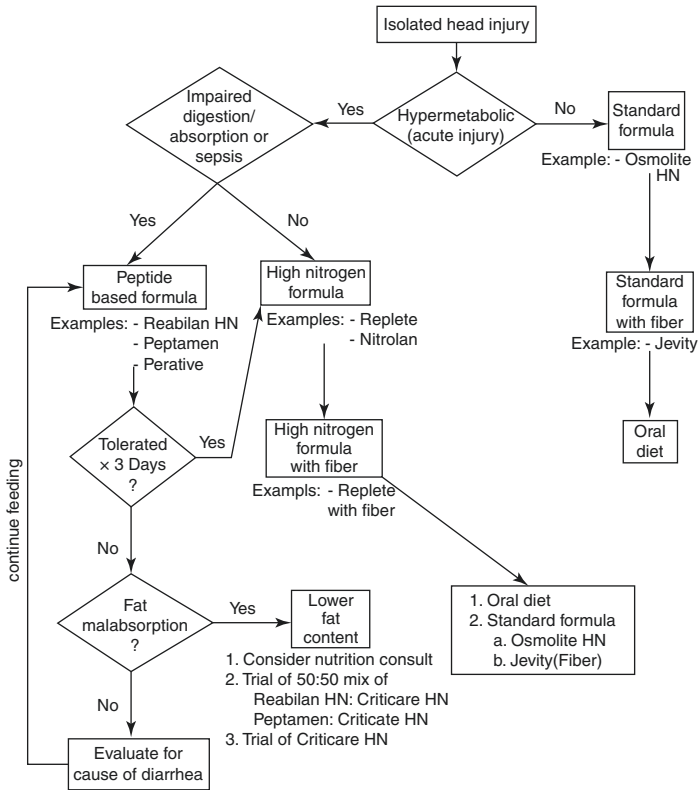 Isolated head injury
Impaired
digestion/
absorption or
sepsis
Yes
Hypermetabolic
(acute injury)
No
Standard
formula
Example: - Osmolite
HN
Yes
No
Peptide
based formula
Examples: - Reabilan HN
- Peptamen
- Perative
High nitrogen
formula
Examples: - Replete
- Nitrolan
Standard
formula
with fiber
Example: - Jevity
Tolerated
× 3 Days
?
Yes
High nitrogen
formula
with fiber
Exampls: - Replete
with fiber
Oral
diet
continue feeding
No
Fat
malabsorption
?
Yes
Lower
fat
content
1. Consider nutrition consult
2. Trial of 50:50 mix of
Reabilan HN: Criticare HN
Peptamen: Criticate HN
3. Trial of Criticare HN
1. Oral diet
2. Standard formula
a. Osmolite HN
b. Jevity(Fiber)
No
Evaluate for
cause of diarrhea